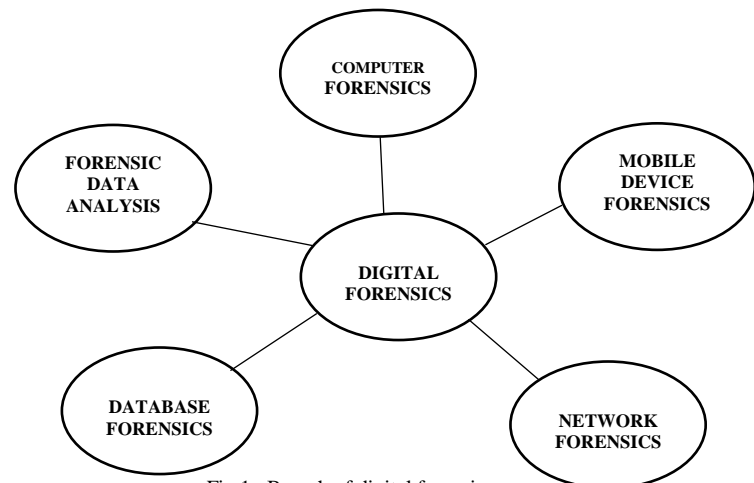 COMPUTER
FORENSICS
FORENSIC
DATA
ANALYSIS
MOBILE
DEVICE
FORENSICS
DIGITAL
FORENSICS
DATABASE
FORENSICS
NETWORK
FORENSICS